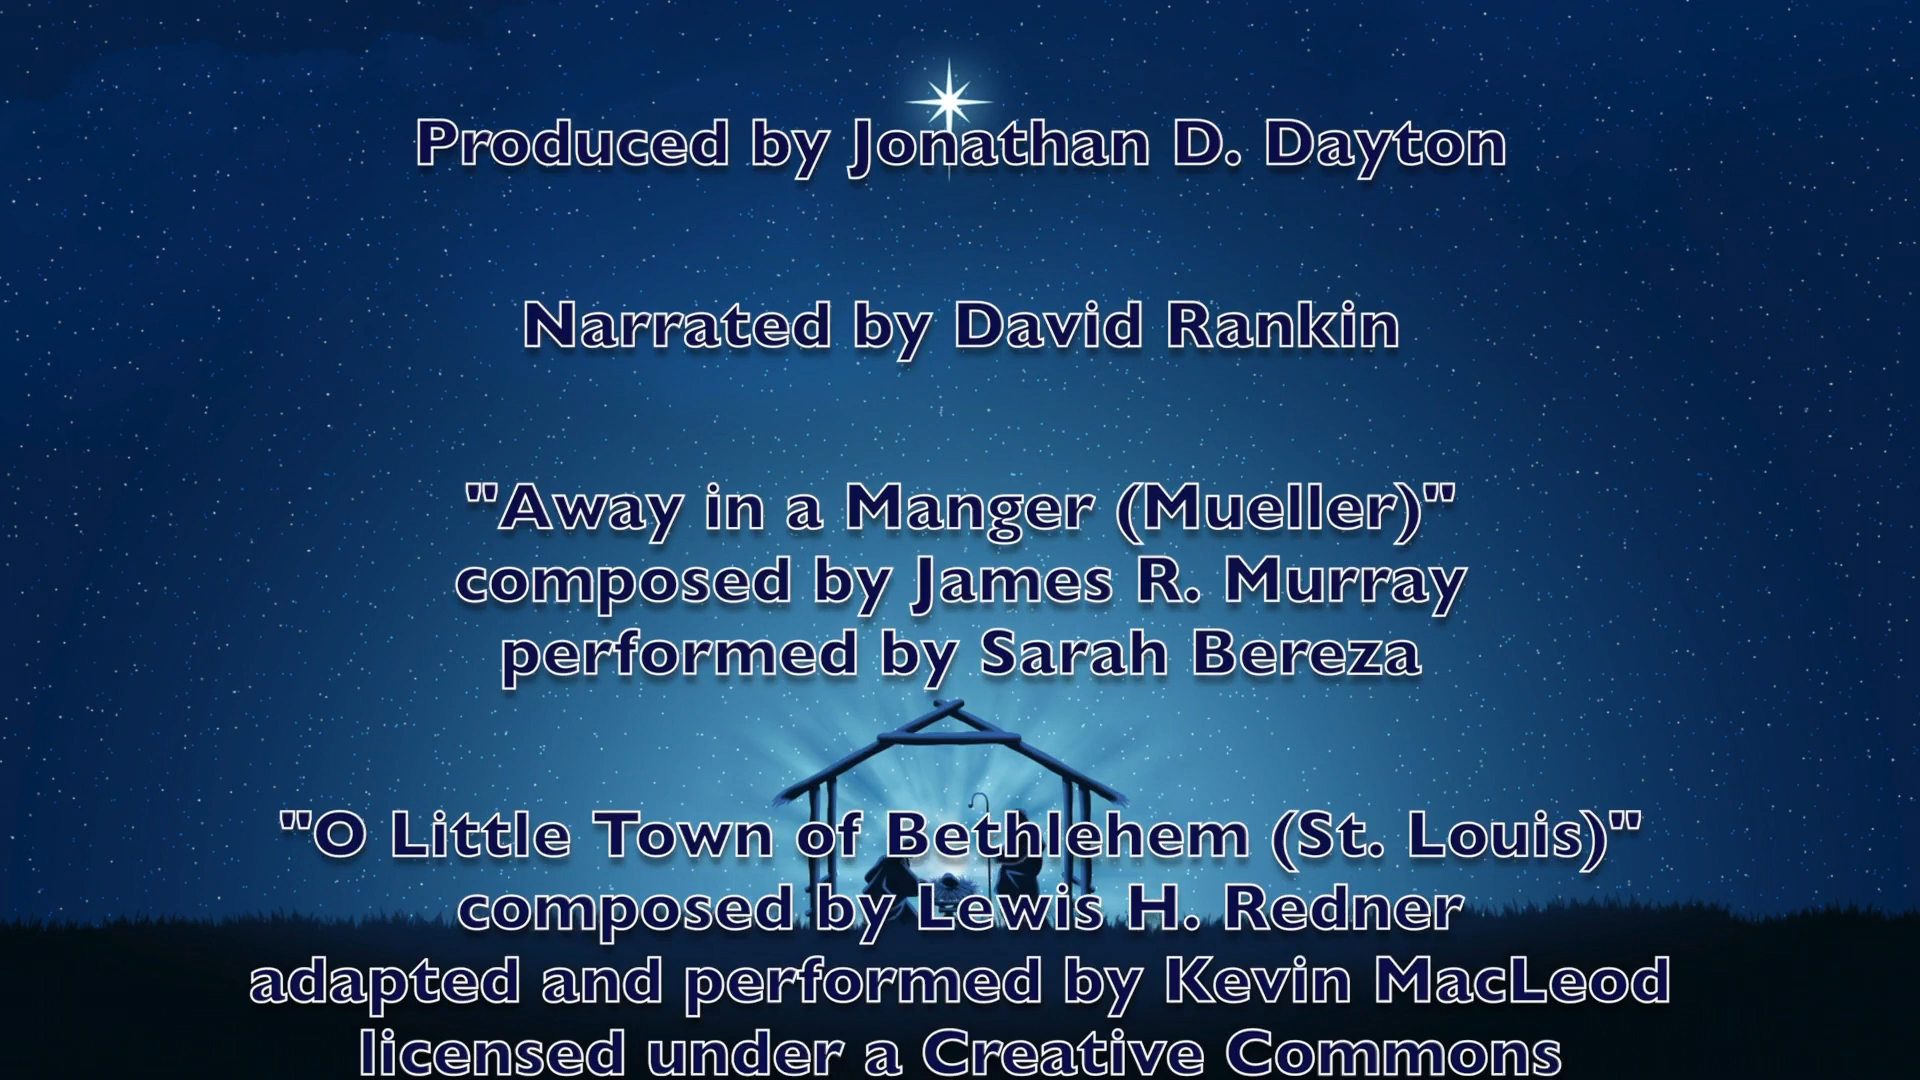 Produced by Jonathan D. Dayton
Narrated by David Rankin
"Away in a Manger (Mueller)"
composed by James R. Murray
performed by Sarah Bereza
"O Little Town of Bethlehem (St. Louis)"
composed by Lewis H. Redner
adapted and performed by Kevin MacLeod
licensed under a Creative Commons